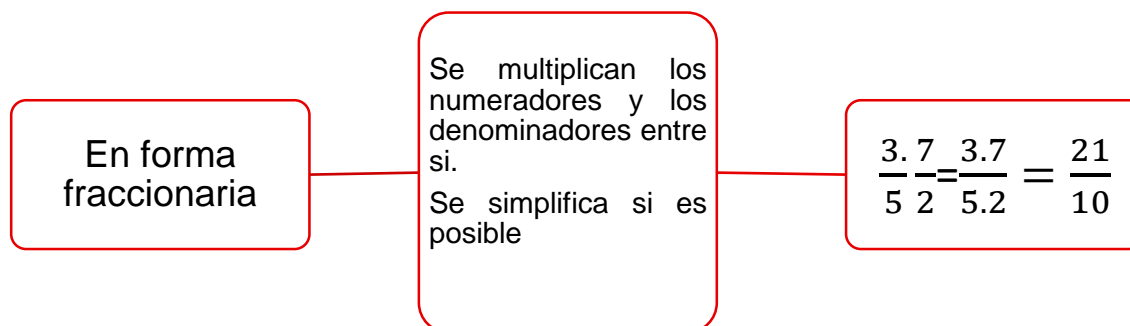 En forma
fraccionaria
Se multiplican los
numeradores y los
denominadores entre
si.
Se simplifica si es
posible
3. 7 3.7 21
— — = — = —
5 2 5.2 10